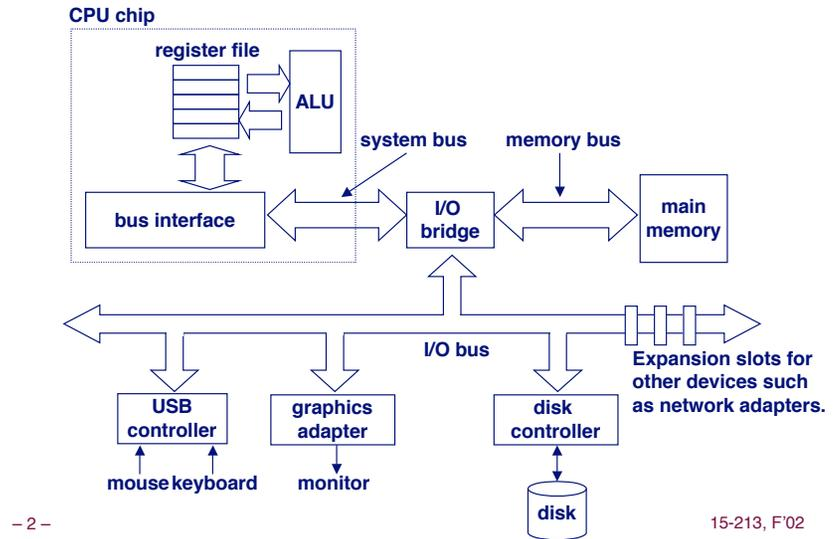 CPU chip
register file
ALU
system bus
memory bus
bus interface
I/O
bridge
main
memory
I/O bus
Expansion slots for
other devices such
as network adapters.
USB
controller
graphics
adapter
disk
controller
mouse keyboard
monitor
disk
– 2 –
15-213, F'02